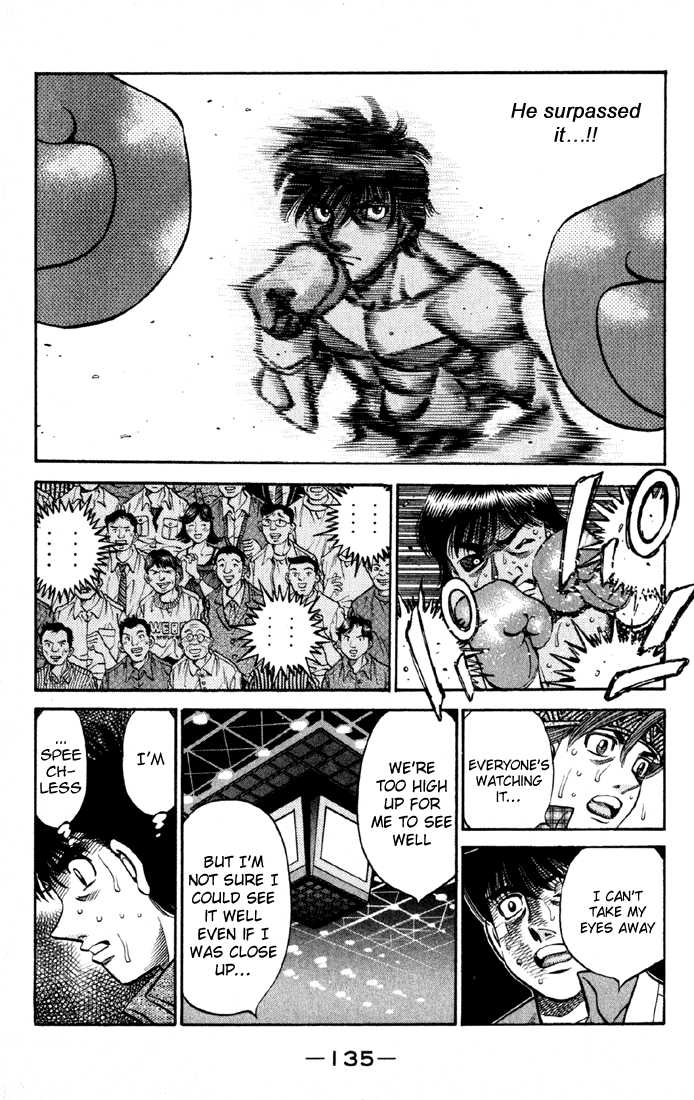 He surpassed
it...!!
EVERYONE'S
WATCHING
IT...
I CAN'T
TAKE MY
EYES AWAY
WE'RE
TOO HIGH
UP FOR
ME TO SEE
WELL
BUT I'M
NOT SURE I
COULD SEE
IT WELL
EVEN IF I
WAS CLOSE
UP...
I'M
...
SPEE
CH-
LESS
—135—